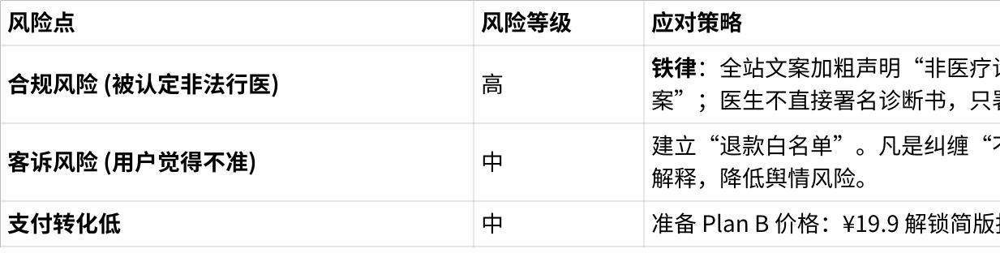 风险点 风险等级 应对策略
合规风险 (被认定非法行医) 高 铁律：全站文案加粗声明“非医疗
案”；医生不直接署名诊断书，只
客诉风险 (用户觉得不准) 中 建立“退款白名单”。凡是纠缠“
解释，降低舆情风险。
支付转化低 中 准备 Plan B 价格：¥19.9 解锁简版